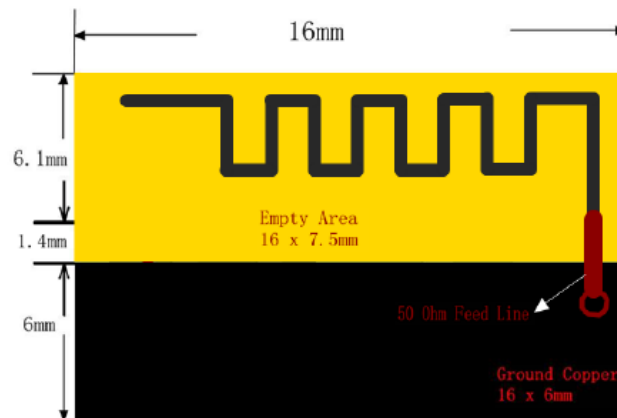 16mm
6.1mm
Empty Area
16 x 7.5mm
1.4mm
50 Ohm Feed Line
6mm
Ground Copper
16 x 6mm